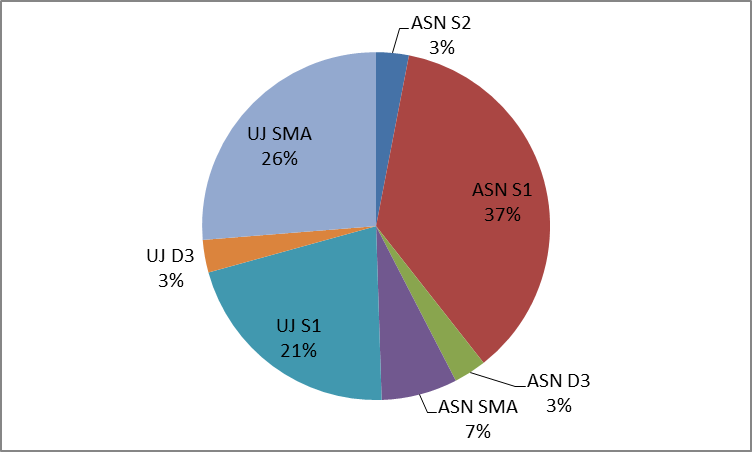 ASN S2
3%
ASN S1
37%
ASN D3
3%
ASN SMA
7%
UJ S1
21%
UJ D3
3%
UJ SMA
26%